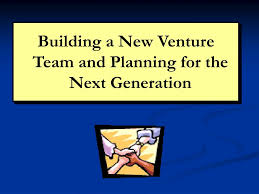 Building a New Venture
Team and Planning for the
Next Generation